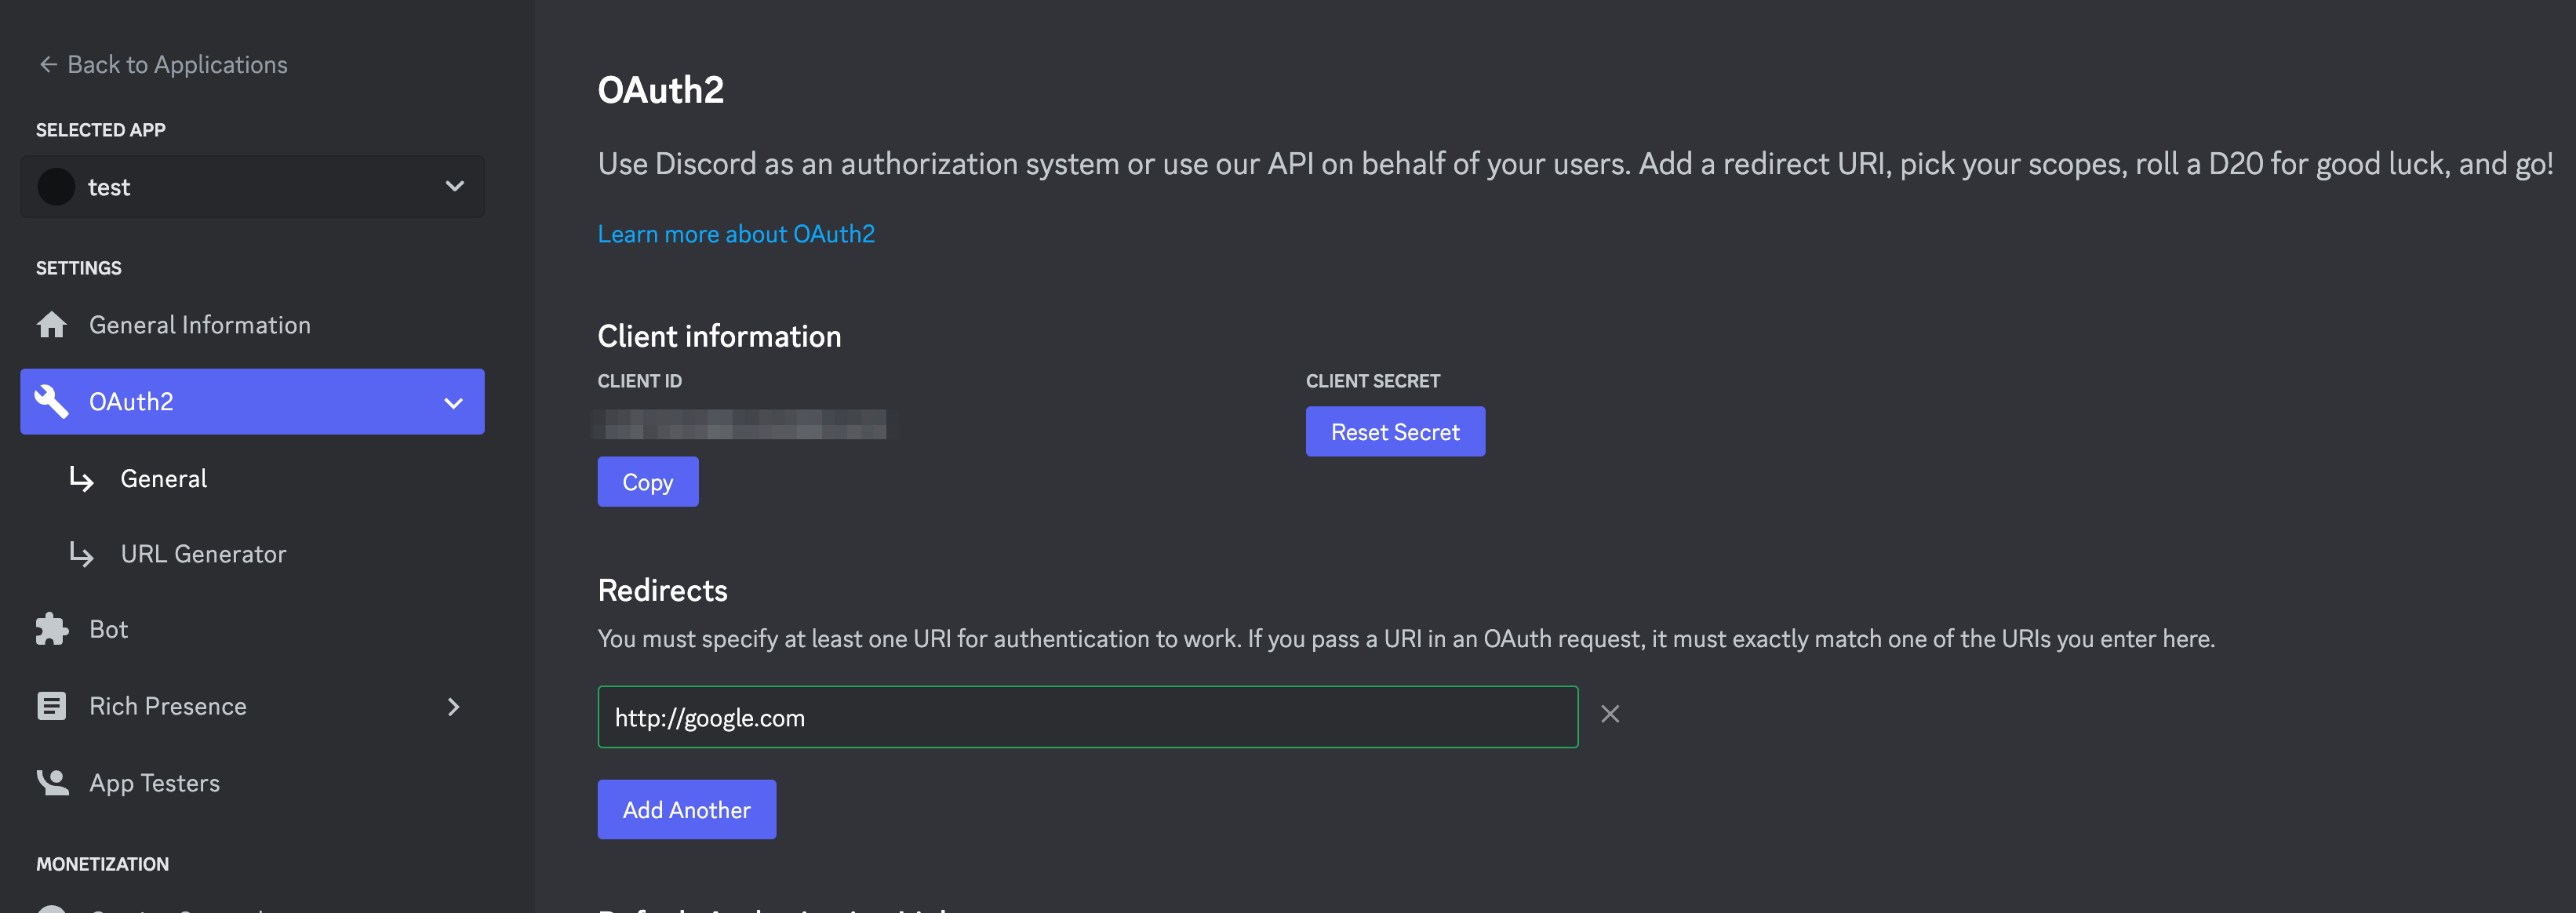 Back to Applications
SELECTED APP
test
SETTINGS
General Information
OAuth2
General
URL Generator
Bot
Rich Presence
App Testers
MONETIZATION
OAuth2
Use Discord as an authorization system or use our API on behalf of your users. Add a redirect URI, pick your scopes, roll a D20 for good luck, and go!
Learn more about OAuth2
Client information
CLIENT ID
Copy
CLIENT SECRET
Reset Secret
Redirects
You must specify at least one URI for authentication to work. If you pass a URI in an OAuth request, it must exactly match one of the URIs you enter here.
http://google.com
Add Another